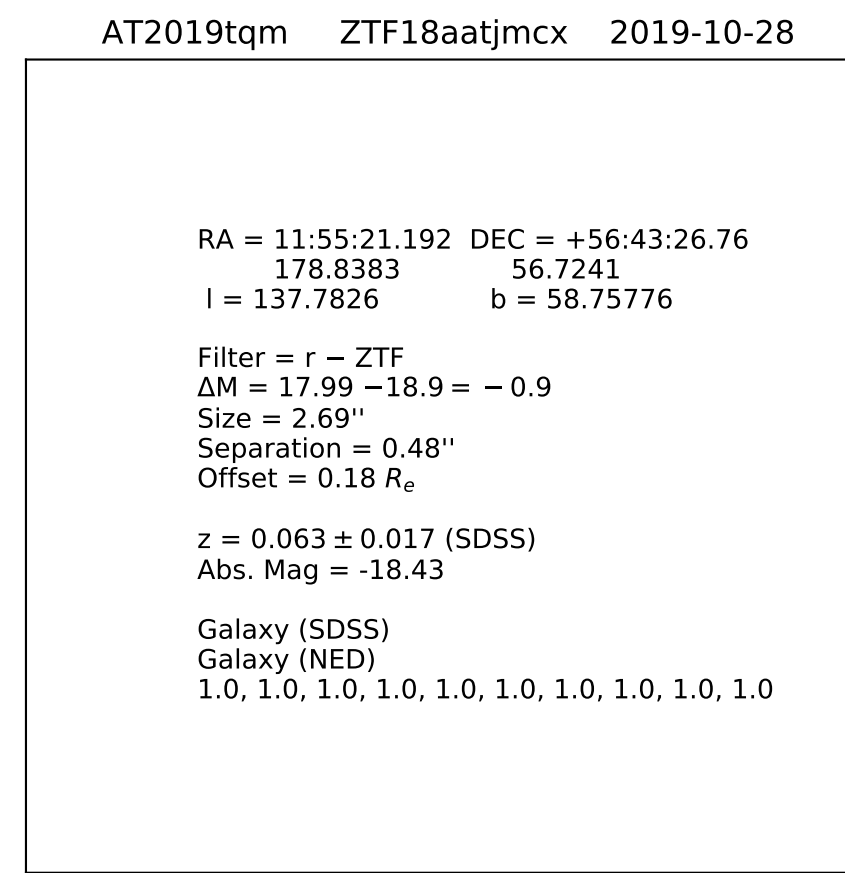 AT2019tqm ZTF18aatjmcx 2019-10-28
RA = 11:55:21.192 DEC = +56:43:26.76
178.8383 56.7241
l = 137.7826 b = 58.75776
Filter = r − ZTF
ΔM = 17.99 −18.9 = − 0.9
Size = 2.69''
Separation = 0.48''
Offset = 0.18 Re
z = 0.063 ± 0.017 (SDSS)
Abs. Mag = -18.43
Galaxy (SDSS)
Galaxy (NED)
1.0, 1.0, 1.0, 1.0, 1.0, 1.0, 1.0, 1.0, 1.0, 1.0